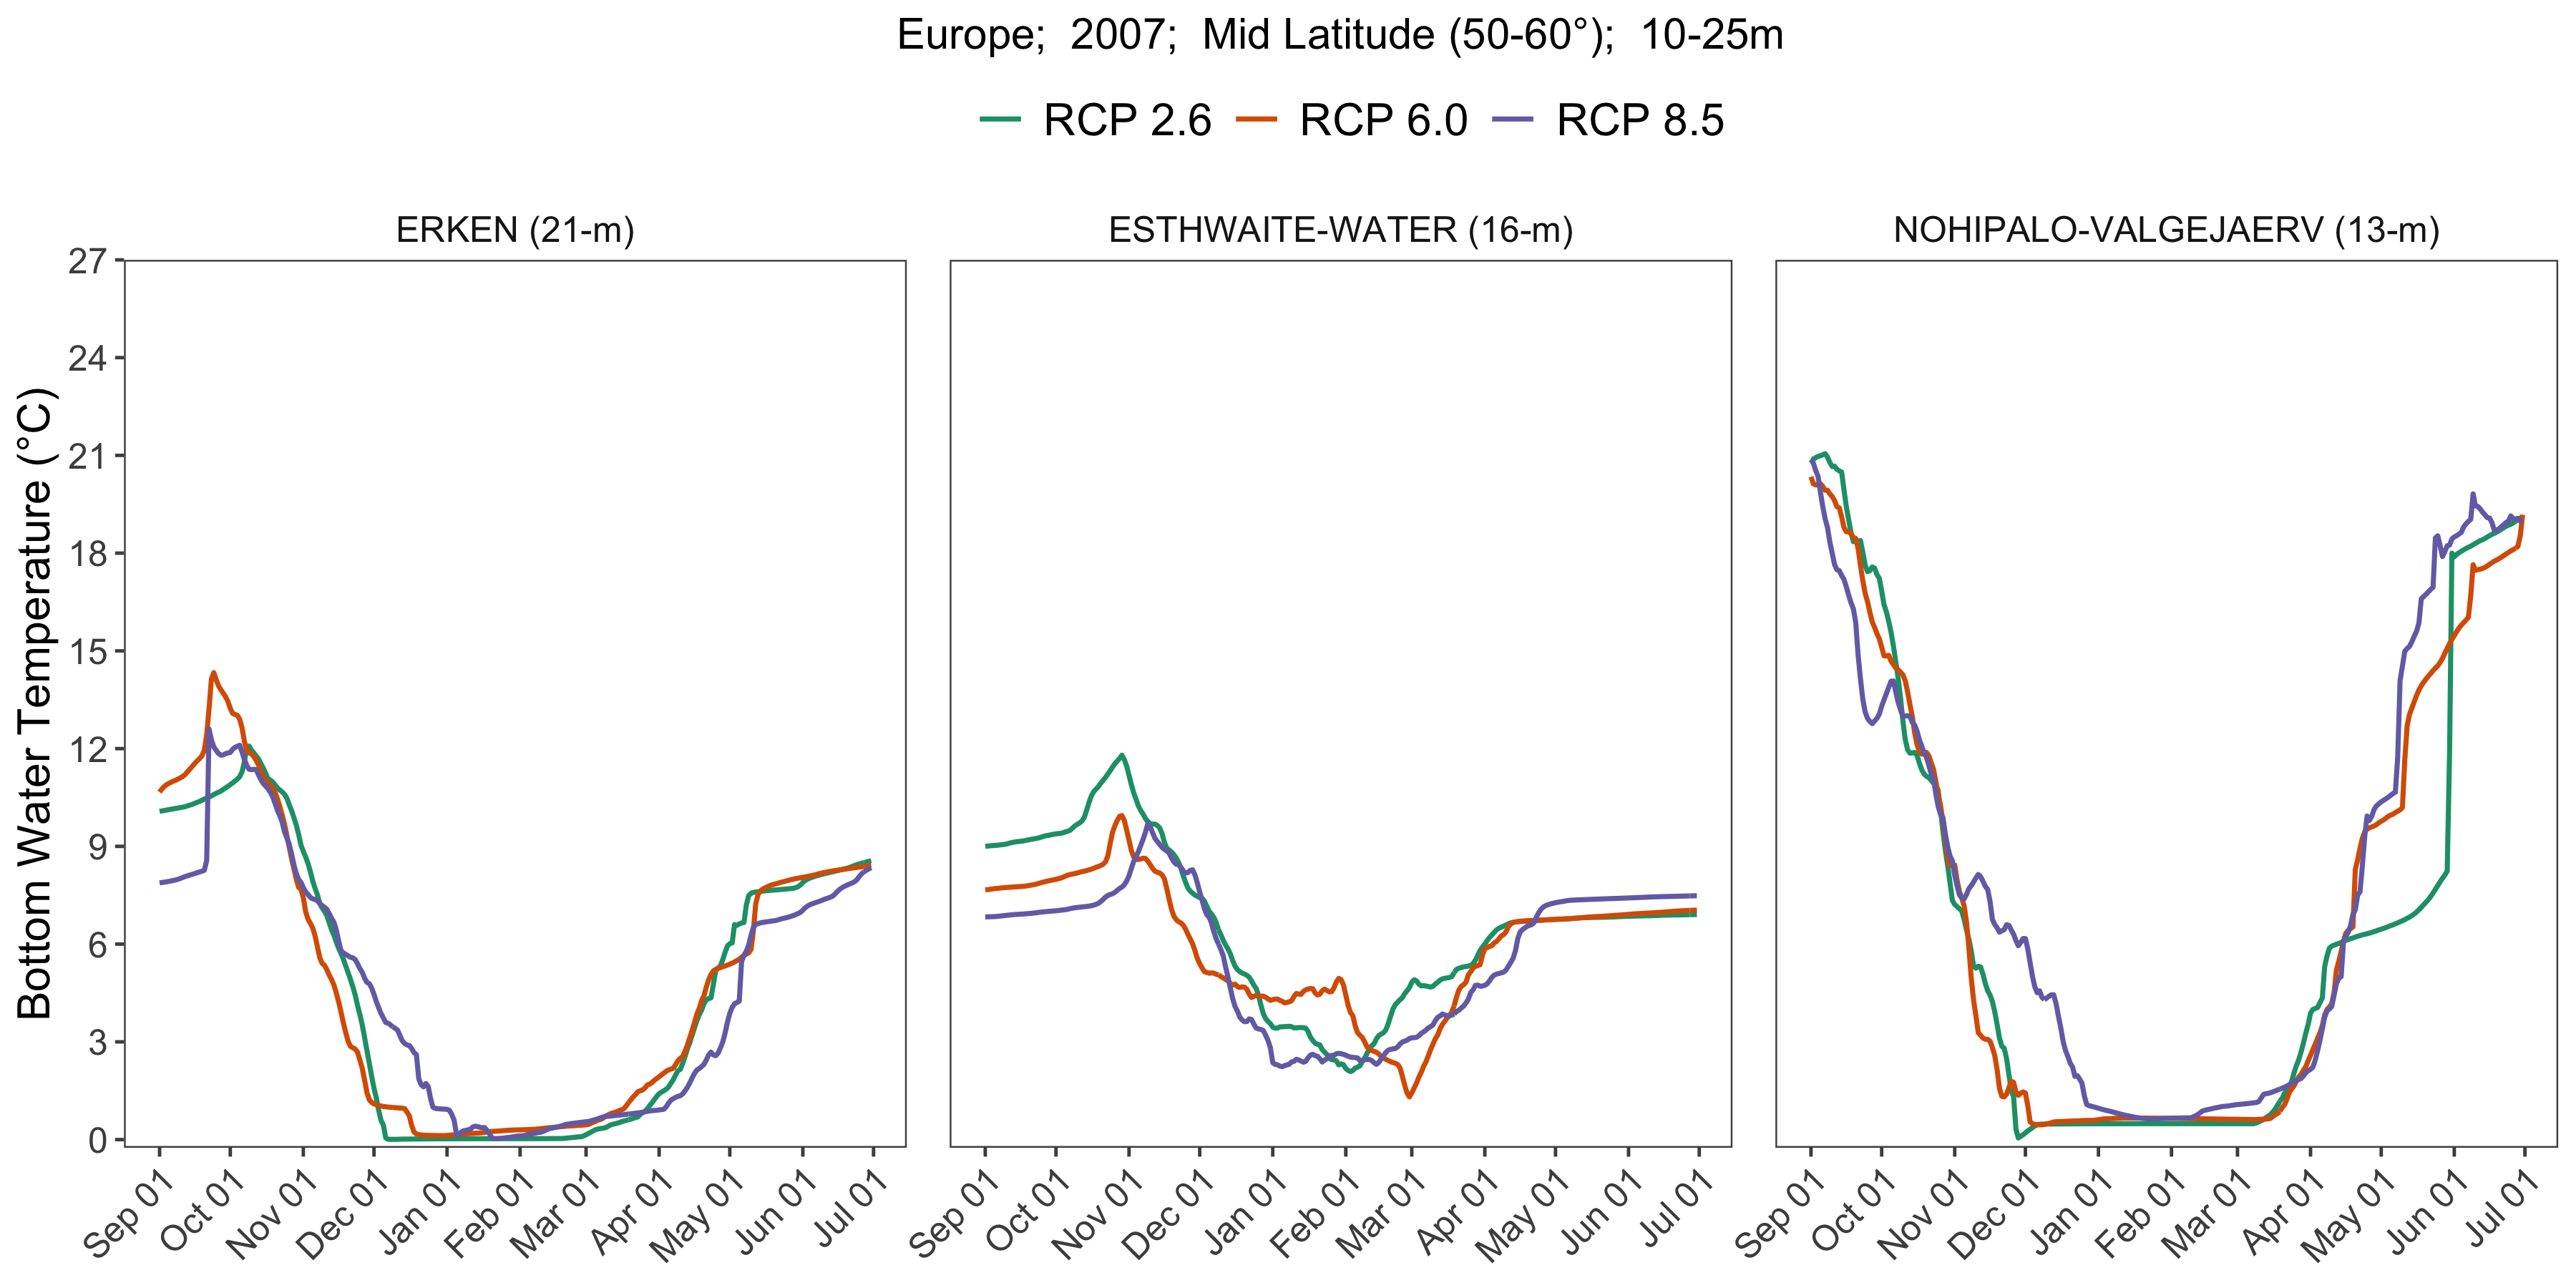 Europe;  2007;  Mid Latitude (50-60°);  10-25m
RCP 2.6 RCP 6.0 RCP 8.5
ERKEN (21-m) ESTHWAITE-WATER (16-m) NOHIPALO-VALGEJAERV (13-m)
Bottom Water Temperature (°C)
27
24
21
18
15
12
9
6
3
0
Sep 01 Oct 01 Nov 01 Dec 01 Jan 01 Feb 01 Mar 01 Apr 01 May 01 Jun 01 Jul 01 Sep 01 Oct 01 Nov 01 Dec 01 Jan 01 Feb 01 Mar 01 Apr 01 May 01 Jun 01 Jul 01 Sep 01 Oct 01 Nov 01 Dec 01 Jan 01 Feb 01 Mar 01 Apr 01 May 01 Jun 01 Jul 01